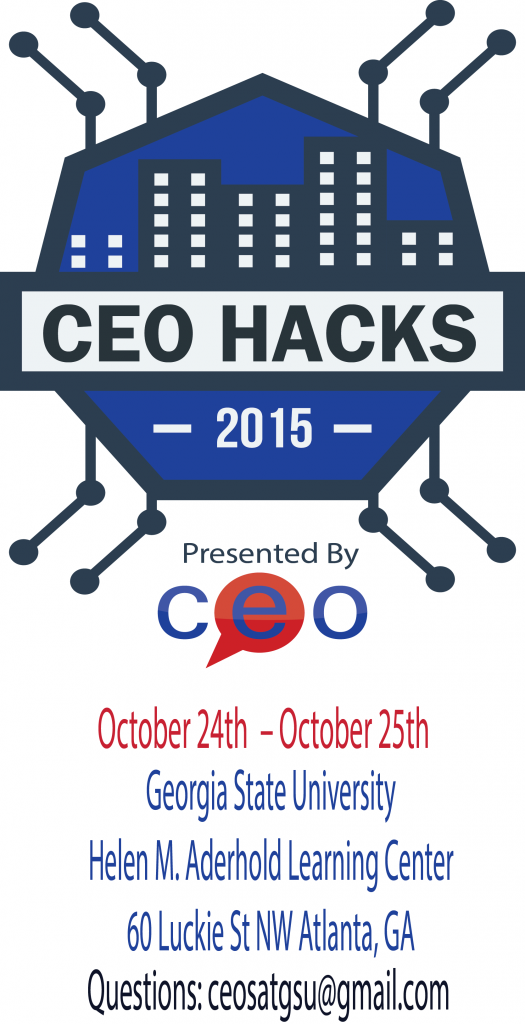 CEO HACKS
– 2015 –
Presented By
ceo
October 24th – October 25th
Georgia State University
Helen M. Aderhold Learning Center
60 Luckie St NW Atlanta, GA
Questions: ceosatgsu@gmail.com